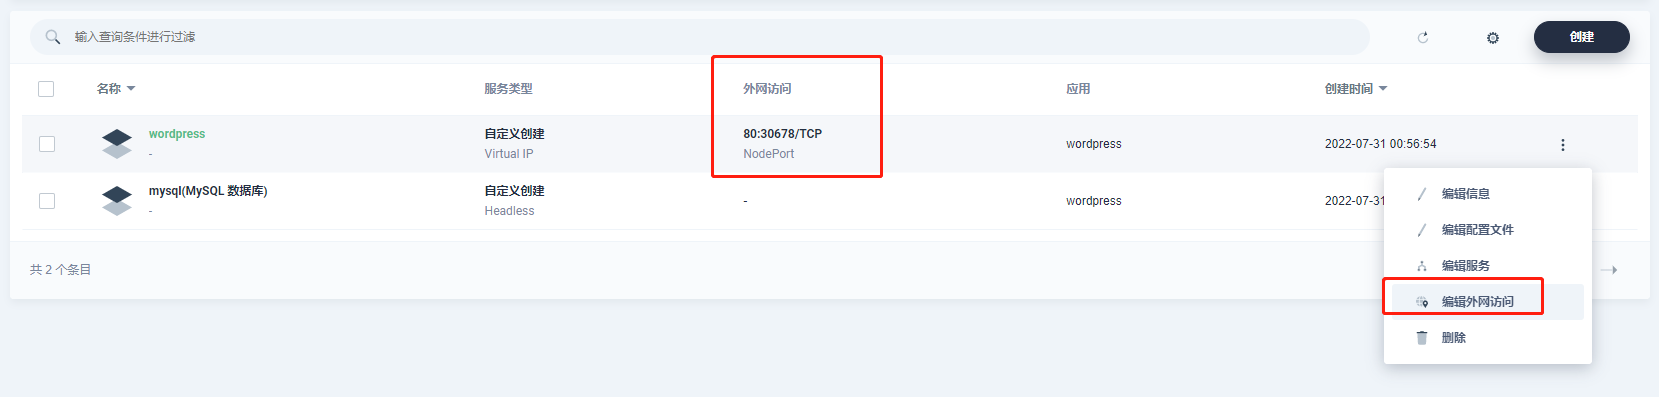 输入查询条件进行过滤
创建
名称
服务类型
外网访问
应用
创建时间
wordpress
-
自定义创建
Virtual IP
80:30678/TCP
NodePort
wordpress
2022-07-31 00:56:54
mysql(MySQL 数据库)
-
自定义创建
Headless
-
wordpress
2022-07-31
编辑信息
编辑配置文件
编辑服务
编辑外网访问
删除
共 2 个条目